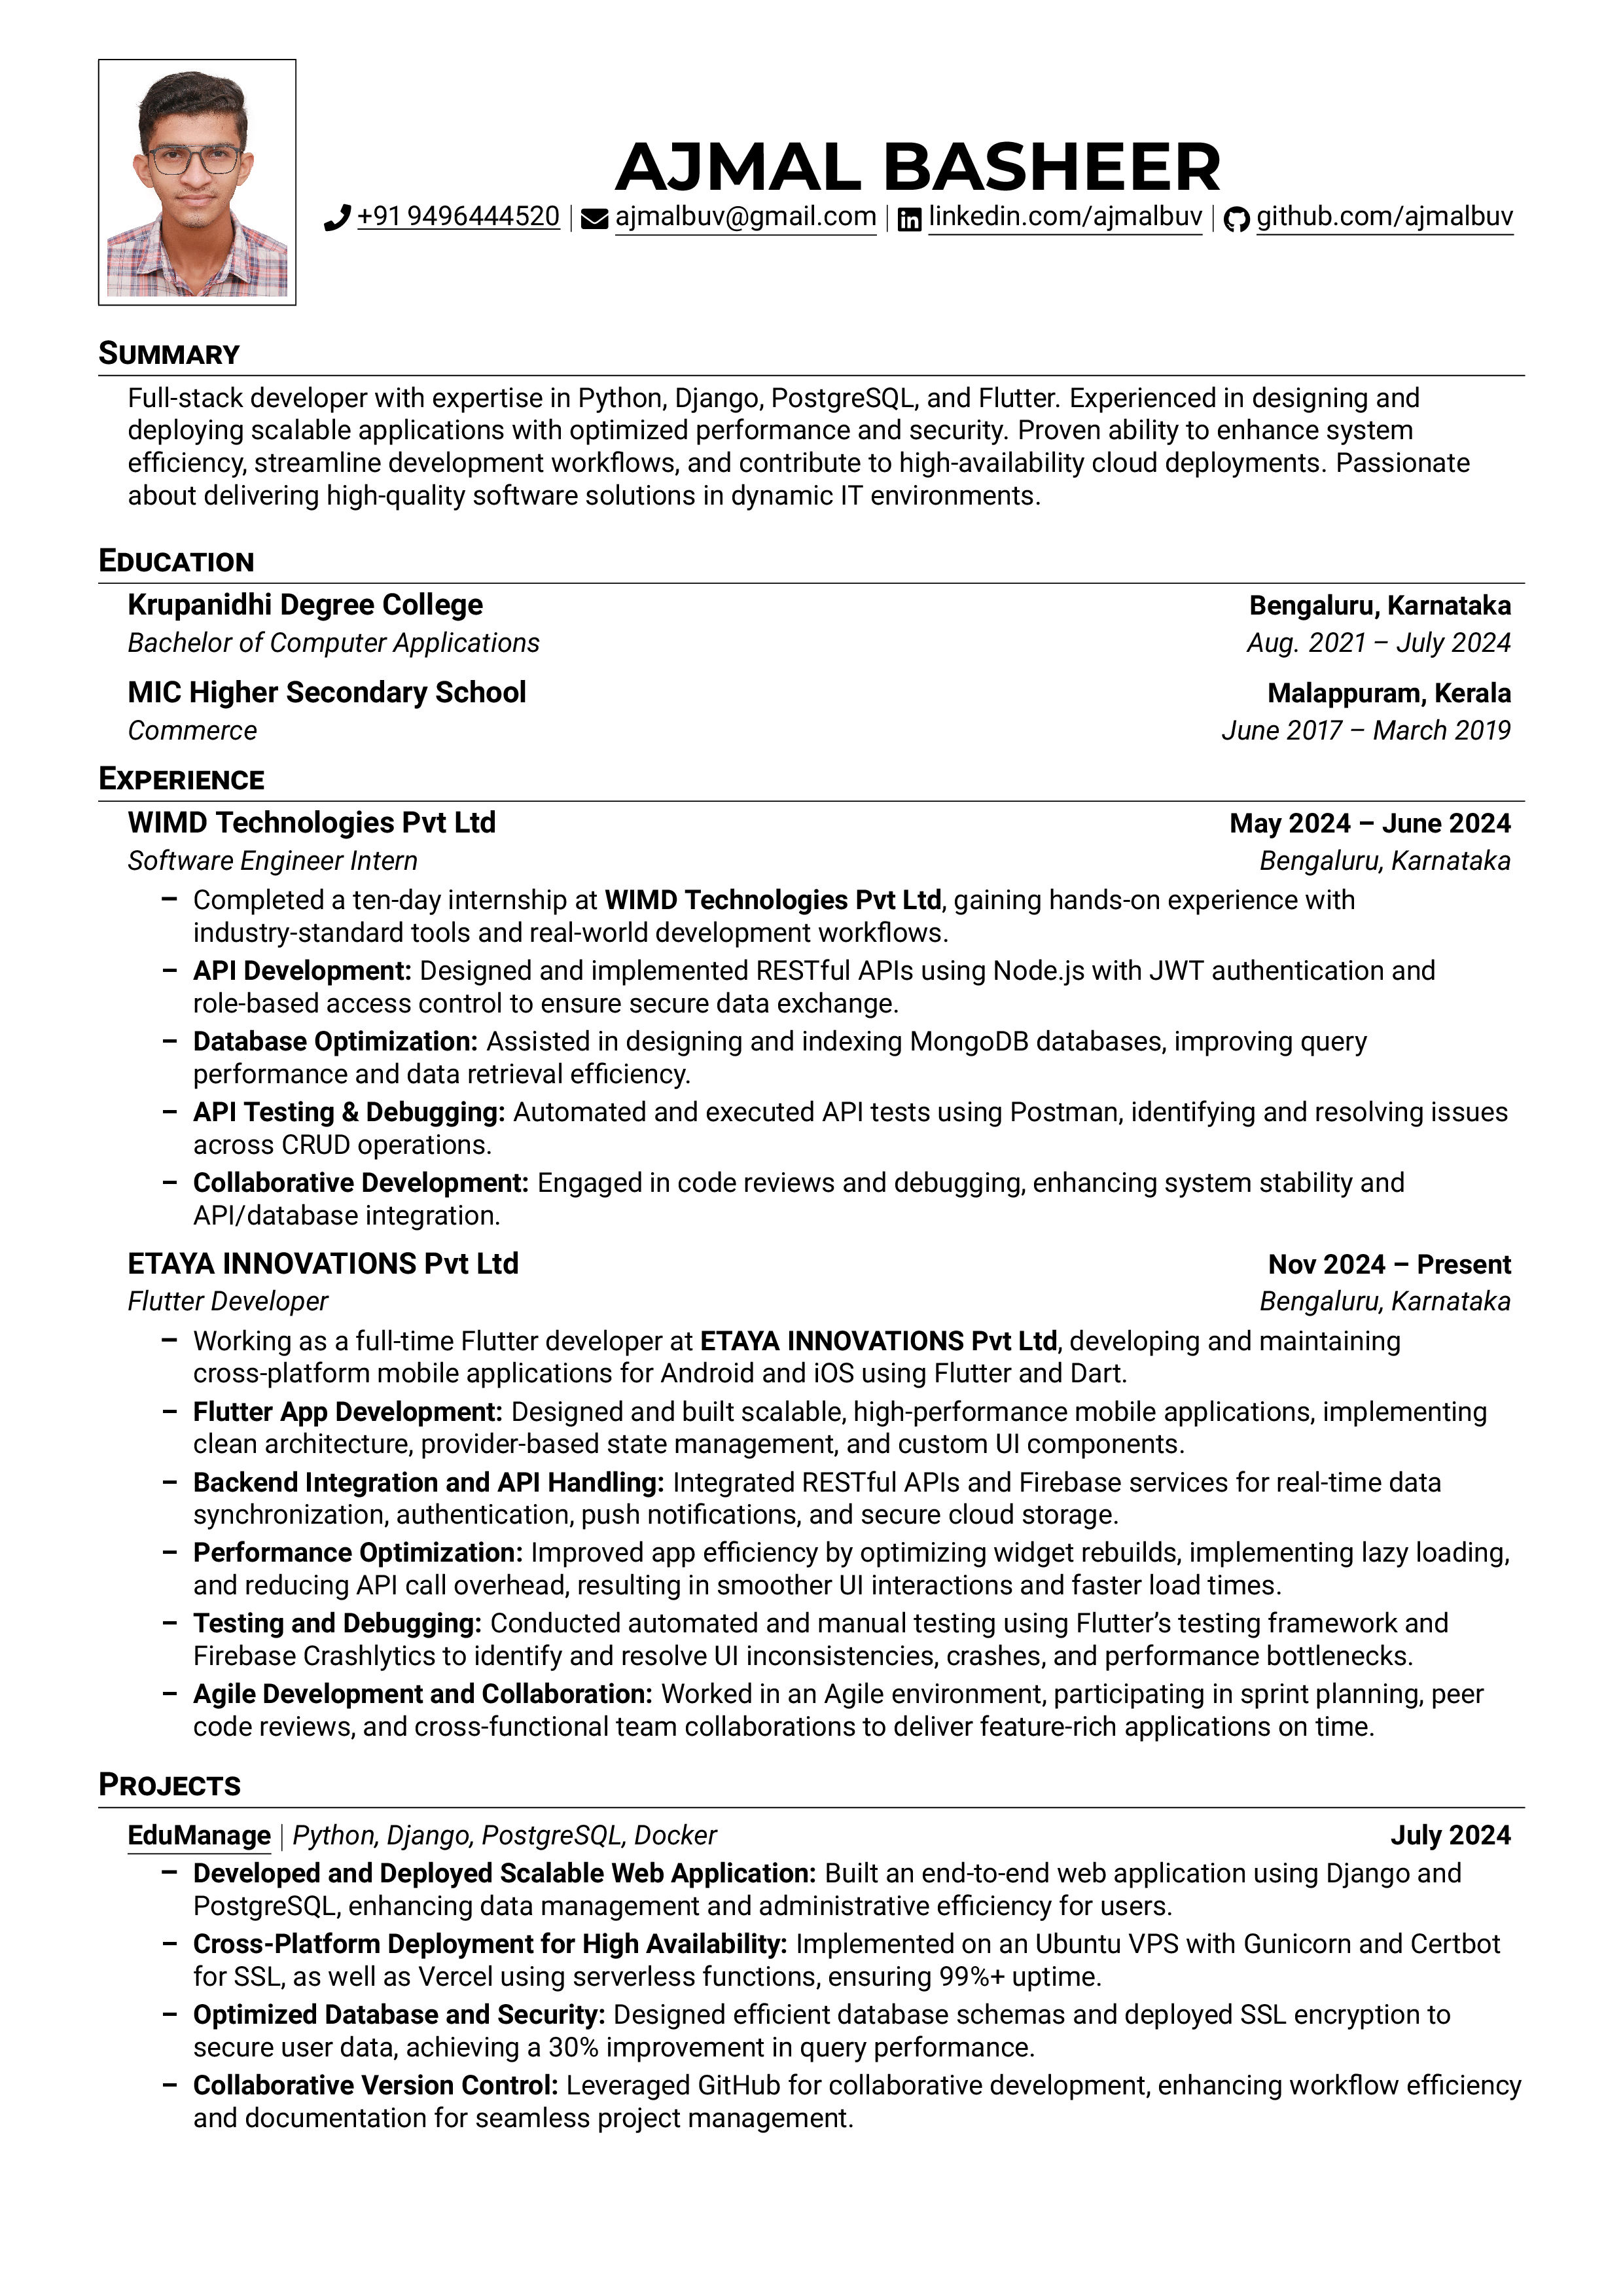 AJMAL BASHEER
+91 9496444520 | ajmalbuv@gmail.com | linkedin.com/ajmalbuv | github.com/ajmalbuv
SUMMARY
Full-stack developer with expertise in Python, Django, PostgreSQL, and Flutter. Experienced in designing and
deploying scalable applications with optimized performance and security. Proven ability to enhance system
efficiency, streamline development workflows, and contribute to high-availability cloud deployments. Passionate
about delivering high-quality software solutions in dynamic IT environments.
EDUCATION
Krupanidhi Degree College Bengaluru, Karnataka
Bachelor of Computer Applications Aug. 2021 – July 2024
MIC Higher Secondary School Malappuram, Kerala
Commerce June 2017 – March 2019
EXPERIENCE
WIMD Technologies Pvt Ltd May 2024 – June 2024
Software Engineer Intern Bengaluru, Karnataka
– Completed a ten-day internship at WIMD Technologies Pvt Ltd, gaining hands-on experience with
industry-standard tools and real-world development workflows.
– API Development: Designed and implemented RESTful APIs using Node.js with JWT authentication and
role-based access control to ensure secure data exchange.
– Database Optimization: Assisted in designing and indexing MongoDB databases, improving query
performance and data retrieval efficiency.
– API Testing & Debugging: Automated and executed API tests using Postman, identifying and resolving issues
across CRUD operations.
– Collaborative Development: Engaged in code reviews and debugging, enhancing system stability and
API/database integration.
ETAYA INNOVATIONS Pvt Ltd Nov 2024 – Present
Flutter Developer Bengaluru, Karnataka
– Working as a full-time Flutter developer at ETAYA INNOVATIONS Pvt Ltd, developing and maintaining
cross-platform mobile applications for Android and iOS using Flutter and Dart.
– Flutter App Development: Designed and built scalable, high-performance mobile applications, implementing
clean architecture, provider-based state management, and custom UI components.
– Backend Integration and API Handling: Integrated RESTful APIs and Firebase services for real-time data
synchronization, authentication, push notifications, and secure cloud storage.
– Performance Optimization: Improved app efficiency by optimizing widget rebuilds, implementing lazy loading,
and reducing API call overhead, resulting in smoother UI interactions and faster load times.
– Testing and Debugging: Conducted automated and manual testing using Flutter’s testing framework and
Firebase Crashlytics to identify and resolve UI inconsistencies, crashes, and performance bottlenecks.
– Agile Development and Collaboration: Worked in an Agile environment, participating in sprint planning, peer
code reviews, and cross-functional team collaborations to deliver feature-rich applications on time.
PROJECTS
EduManage | Python, Django, PostgreSQL, Docker July 2024
– Developed and Deployed Scalable Web Application: Built an end-to-end web application using Django and
PostgreSQL, enhancing data management and administrative efficiency for users.
– Cross-Platform Deployment for High Availability: Implemented on an Ubuntu VPS with Gunicorn and Certbot
for SSL, as well as Vercel using serverless functions, ensuring 99%+ uptime.
– Optimized Database and Security: Designed efficient database schemas and deployed SSL encryption to
secure user data, achieving a 30% improvement in query performance.
– Collaborative Version Control: Leveraged GitHub for collaborative development, enhancing workflow efficiency
and documentation for seamless project management.